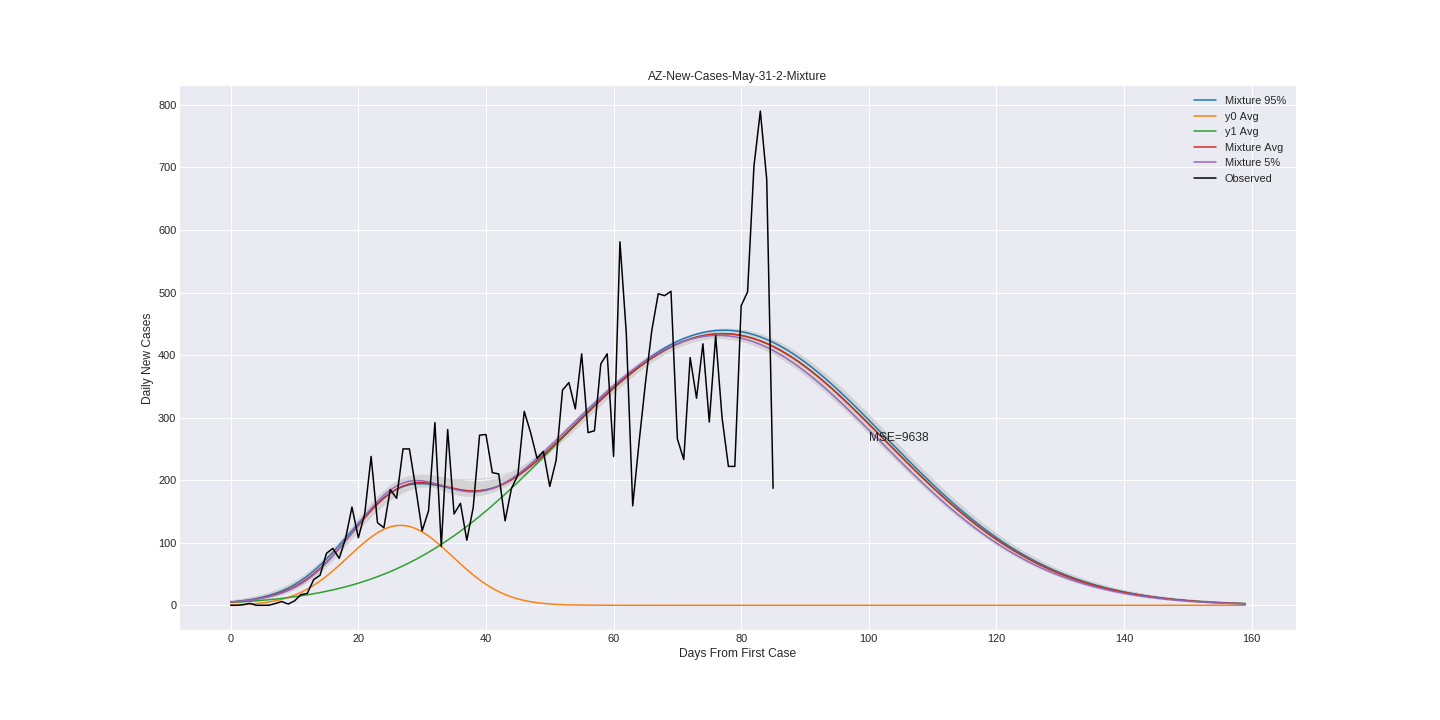 AZ-New-Cases-May-31-2-Mixture
Mixture 95%
y0 Avg
y1 Avg
Mixture Avg
Mixture 5%
Observed
800
700
600
500
400
300
200
100
0
Daily New Cases
MSE=9638
0 20 40 60 80 100 120 140 160
Days From First Case